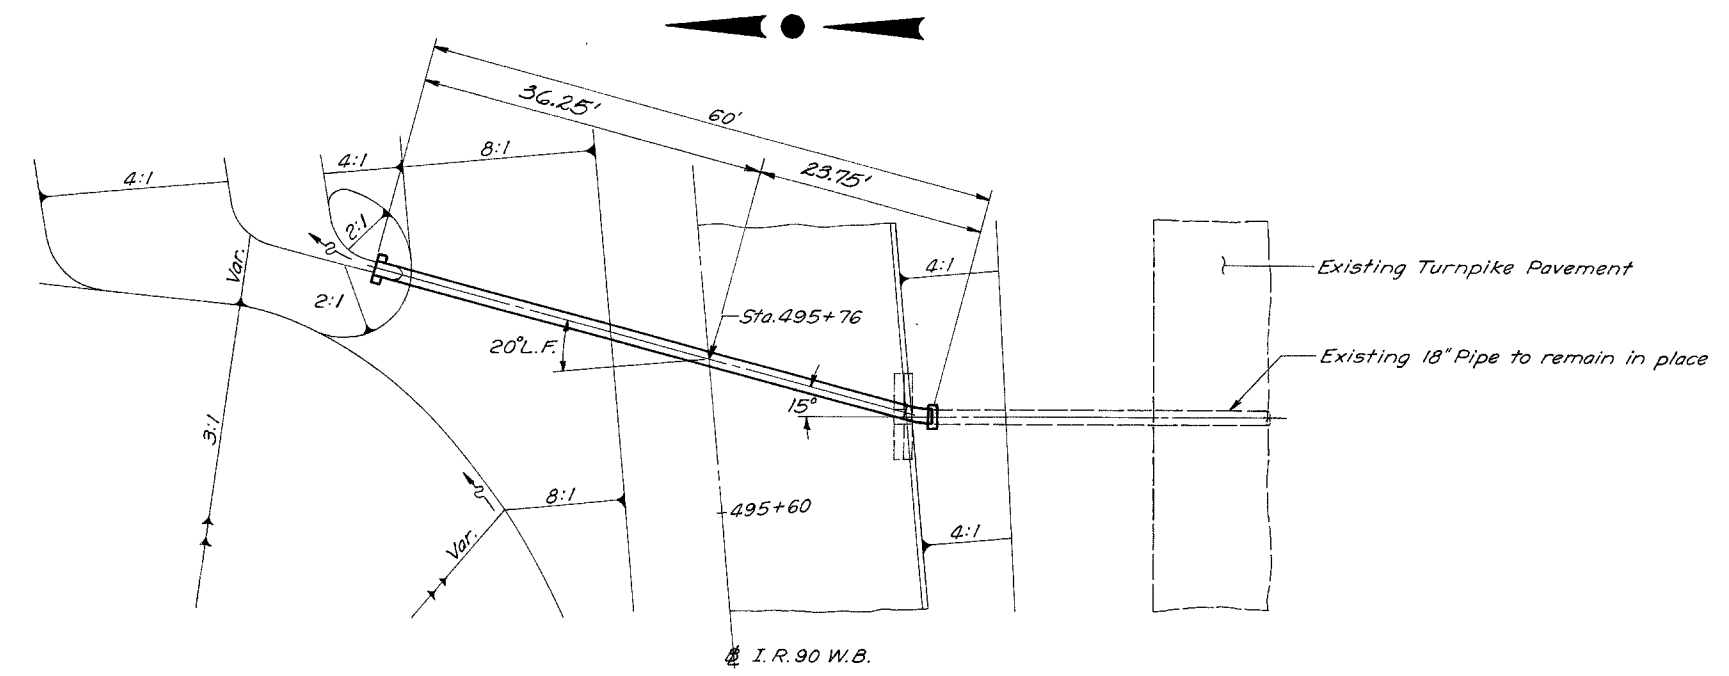 60'
36.25'
23.75'
4:1
4:1
8:1
2:1
Var.
2:1
4:1
Existing Turnpike Pavement
Sta. 495+76
20° L.F.
Existing 18" Pipe to remain in place
15°
3:1
8:1
495+60
Var.
4:1
I.R. 90 W.B.